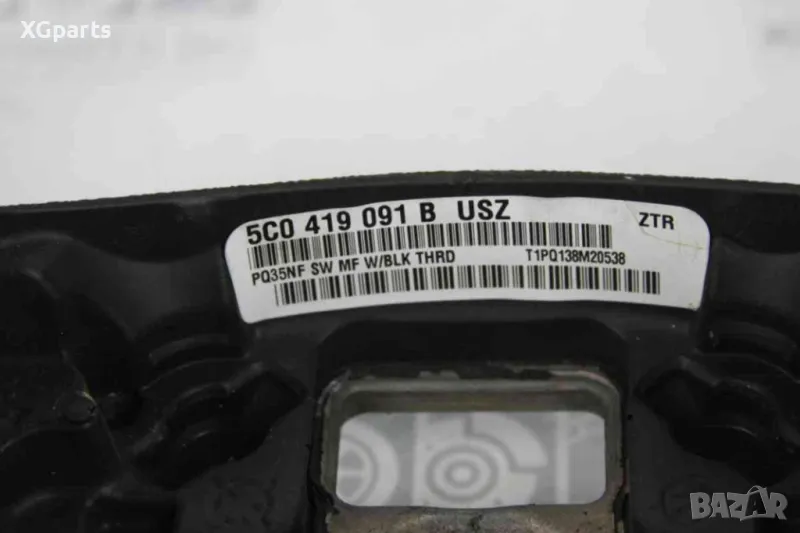 XGparts
5C0 419 091 B USZ ZTR
PQ35NF SW MF W/BLK THRD T1PQ138M20538
BAZAR